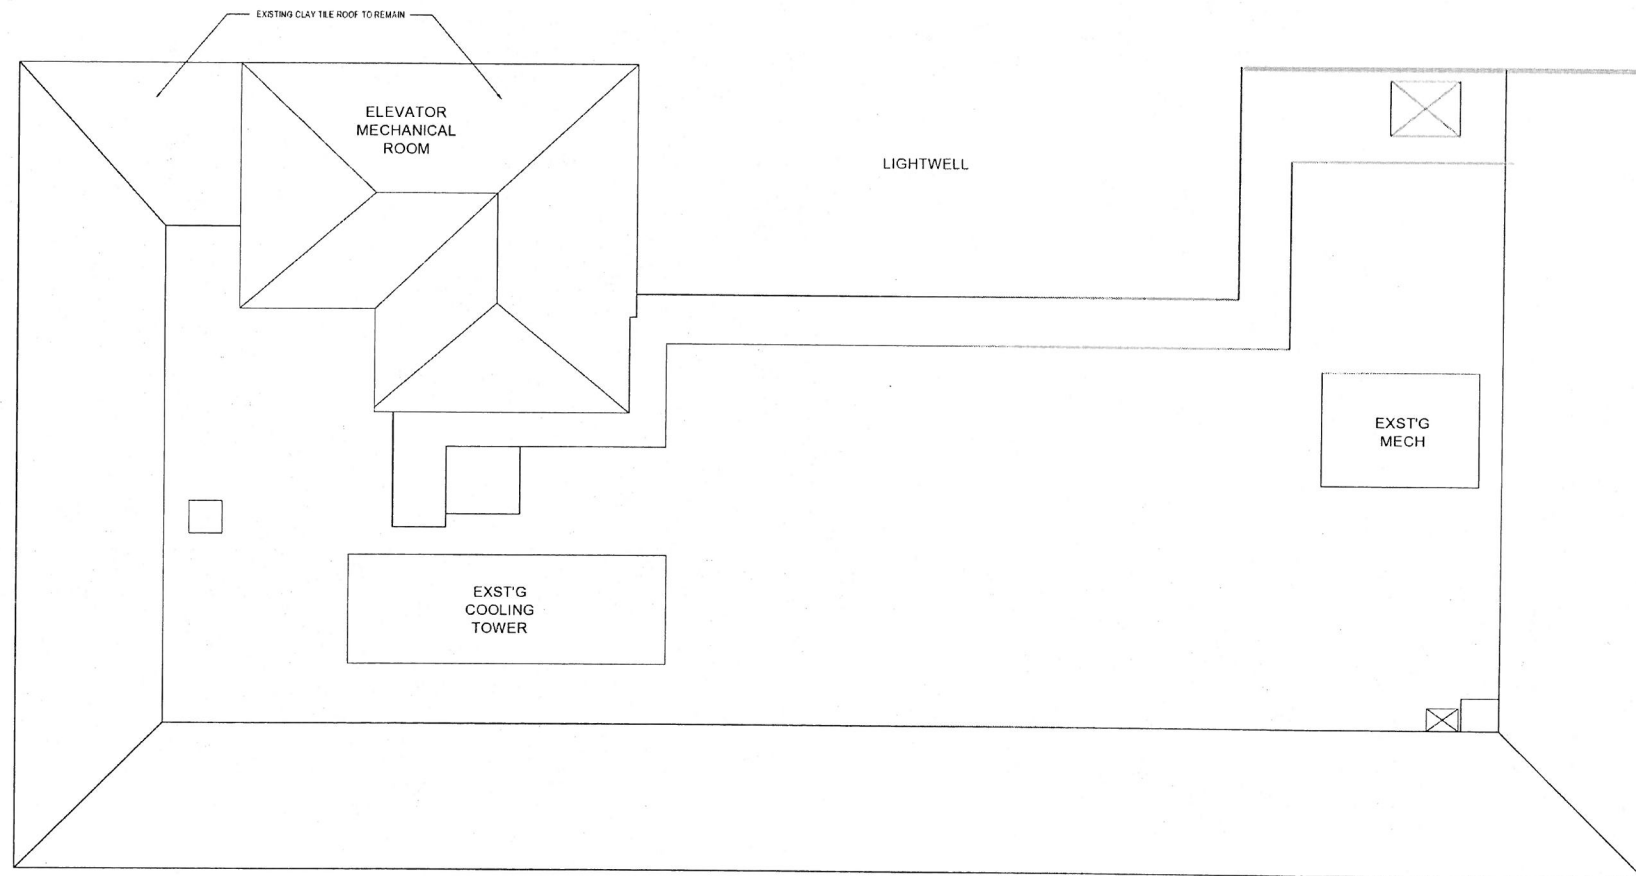 EXISTING CLAY TILE ROOF TO REMAIN
ELEVATOR
MECHANICAL
ROOM
LIGHTWELL
EXST'G
MECH
EXST'G
COOLING
TOWER